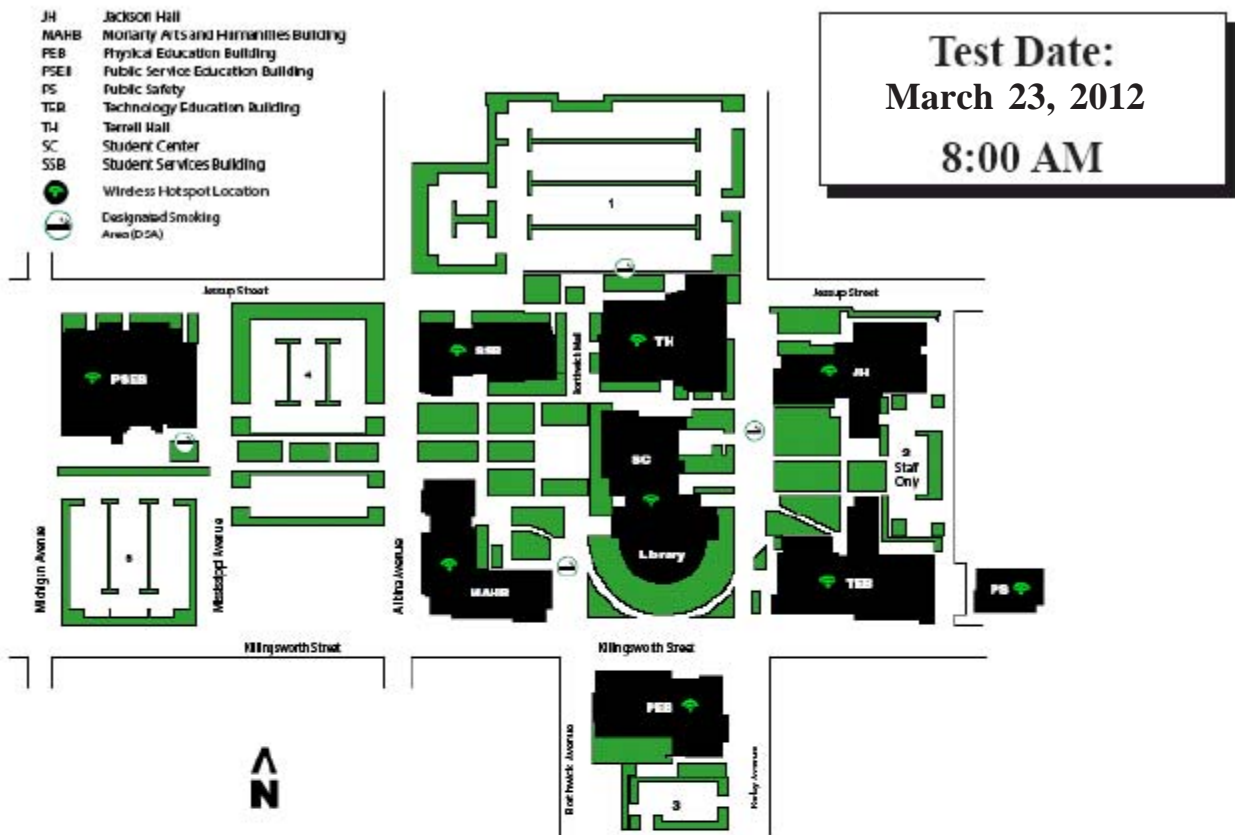 JH Jackson Hall
MAHB Moriarty Arts and Humanities Building
PEB Physical Education Building
PSEB Public Service Education Building
PS Public Safety
TEB Technology Education Building
TH Terrell Hall
SC Student Center
SSB Student Services Building
Wireless Hotspot Location
Designated Smoking
Area (DSA)
Test Date:
March 23, 2012
8:00 AM
1
Jessup Street
Jessup Street
PSEB
4
SSB
Borthwick Mall
TH
JH
SC
2
Staff
Only
Michigan Avenue
5
Mississippi Avenue
Albina Avenue
MAHB
Library
TEB
PS
Killingsworth Street
Killingsworth Street
PEB
Borthwick Avenue
Kerby Avenue
3
N